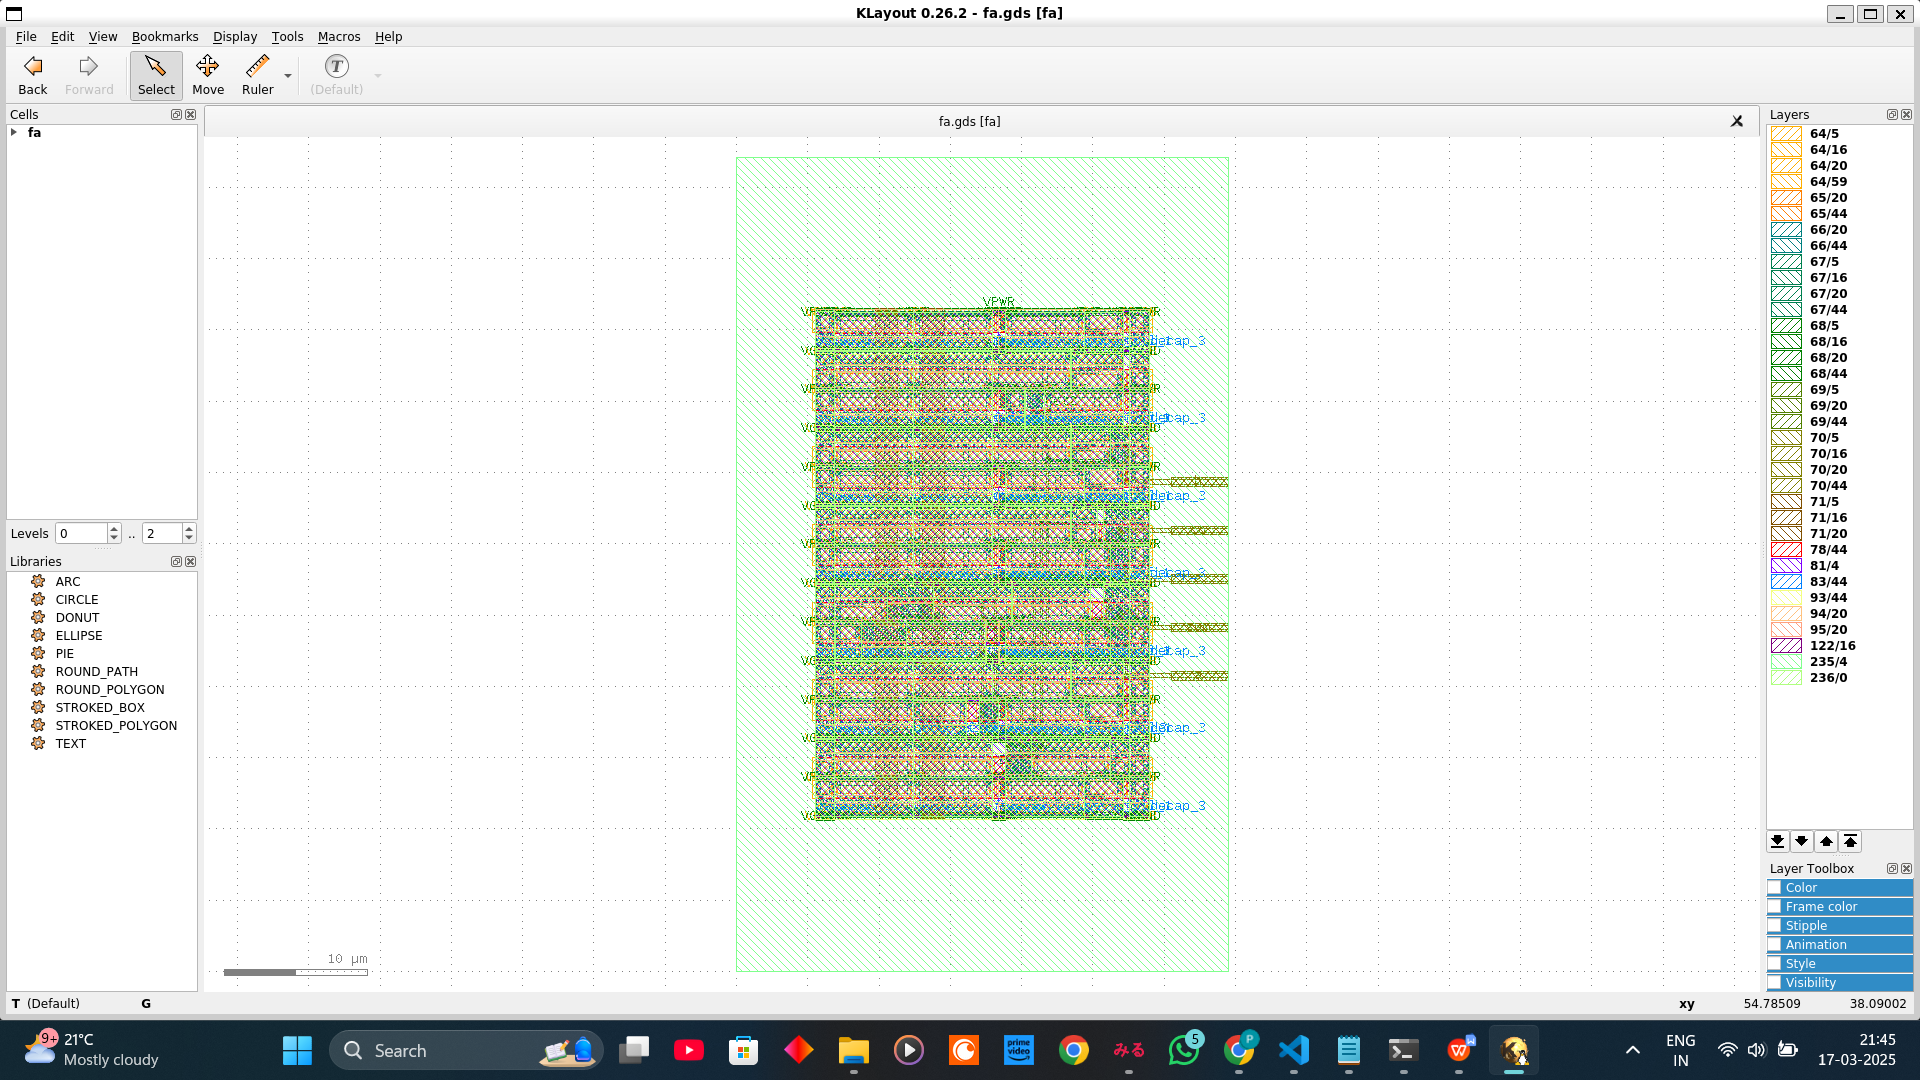 KLayout 0.26.2 - fa.gds [fa]
File Edit View Bookmarks Display Tools Macros Help
Back Forward Select Move Ruler (Default)
Cells
fa
Levels 0 .. 2
Libraries
ARC
CIRCLE
DONUT
ELLIPSE
PIE
ROUND_PATH
ROUND_POLYGON
STROKED_BOX
STROKED_POLYGON
TEXT
fa.gds [fa]
VPWR
10 µm
Layers
64/5
64/16
64/20
64/59
65/20
65/44
66/20
66/44
67/5
67/16
67/20
67/44
68/5
68/16
68/20
68/44
69/5
69/20
69/44
70/5
70/16
70/20
70/44
71/5
71/16
71/20
78/44
81/4
83/44
93/44
94/20
95/20
122/16
235/4
236/0
Layer Toolbox
Color
Frame color
Stipple
Animation
Style
Visibility
T (Default) G xy 54.78509 38.09002
9+ 21°C
Mostly cloudy
Search
prime video
みる
5
P
ENG
IN
21:45
17-03-2025